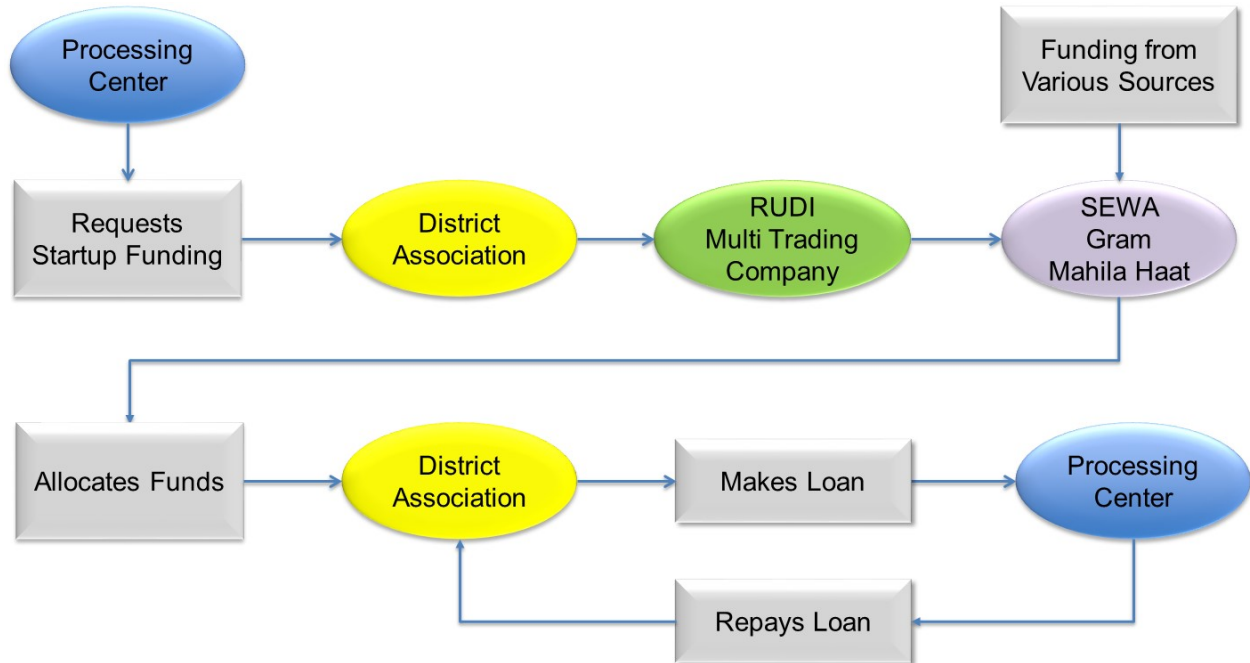 Processing
Center
Funding from
Various Sources
Requests
Startup Funding
District
Association
RUDI
Multi Trading
Company
SEWA
Gram
Mahila Haat
Allocates Funds
District
Association
Makes Loan
Processing
Center
Repays Loan